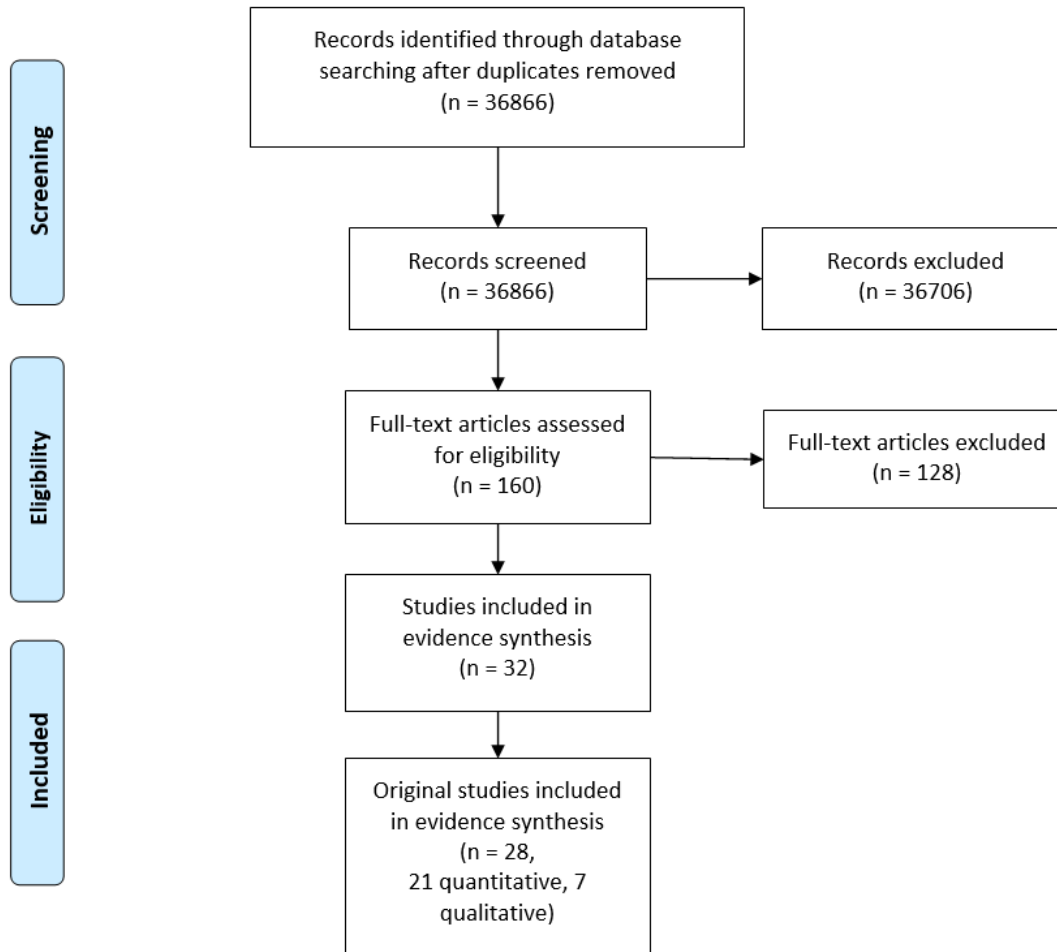 Screening
Records identified through database
searching after duplicates removed
(n = 36866)
Records screened
(n = 36866)
Records excluded
(n = 36706)
Eligibility
Full-text articles assessed
for eligibility
(n = 160)
Full-text articles excluded
(n = 128)
Included
Studies included in
evidence synthesis
(n = 32)
Original studies included
in evidence synthesis
(n = 28,
21 quantitative, 7
qualitative)